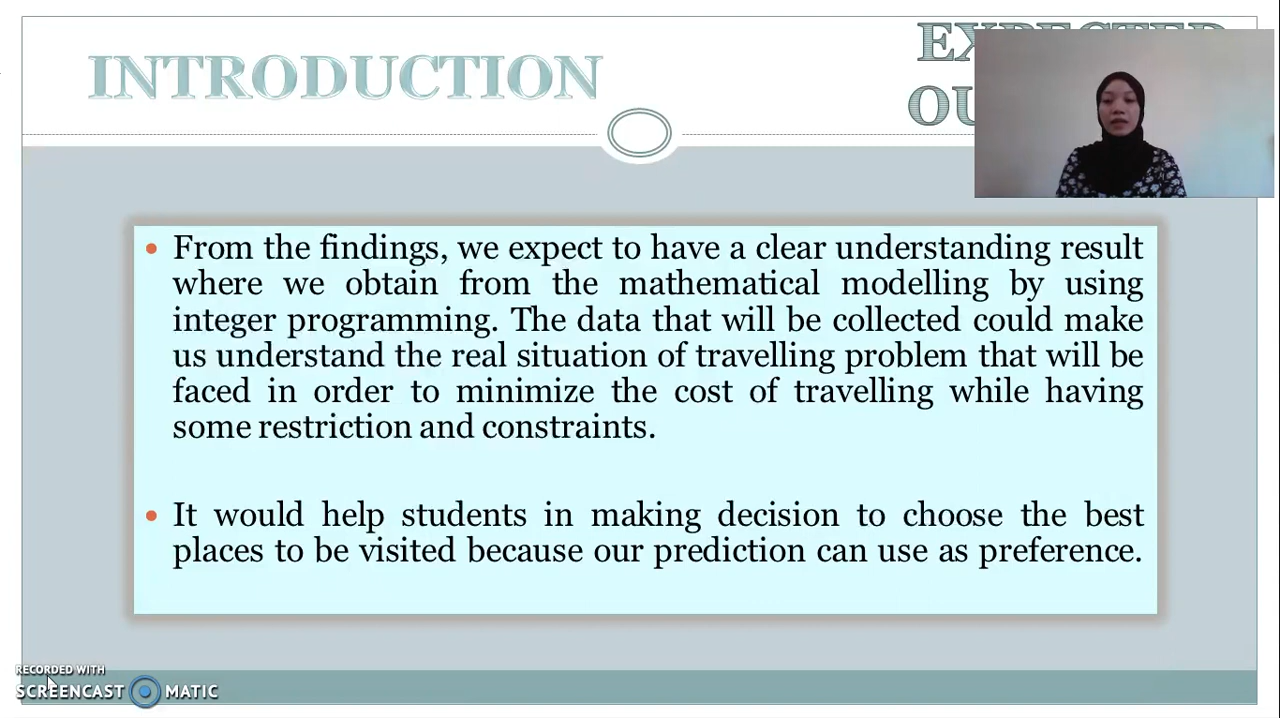 INTRODUCTION
From the findings, we expect to have a clear understanding result
where we obtain from the mathematical modelling by using
integer programming. The data that will be collected could make
us understand the real situation of travelling problem that will be
faced in order to minimize the cost of travelling while having
some restriction and constraints.
It would help students in making decision to choose the best
places to be visited because our prediction can use as preference.
RECORDED WITH
SCREENCAST MATIC